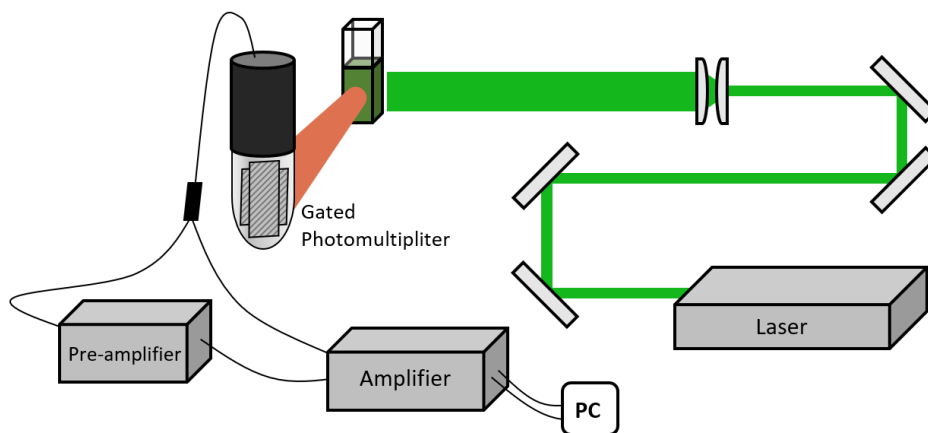 Gated
Photomultipliter
Laser
Pre-amplifier
Amplifier
PC